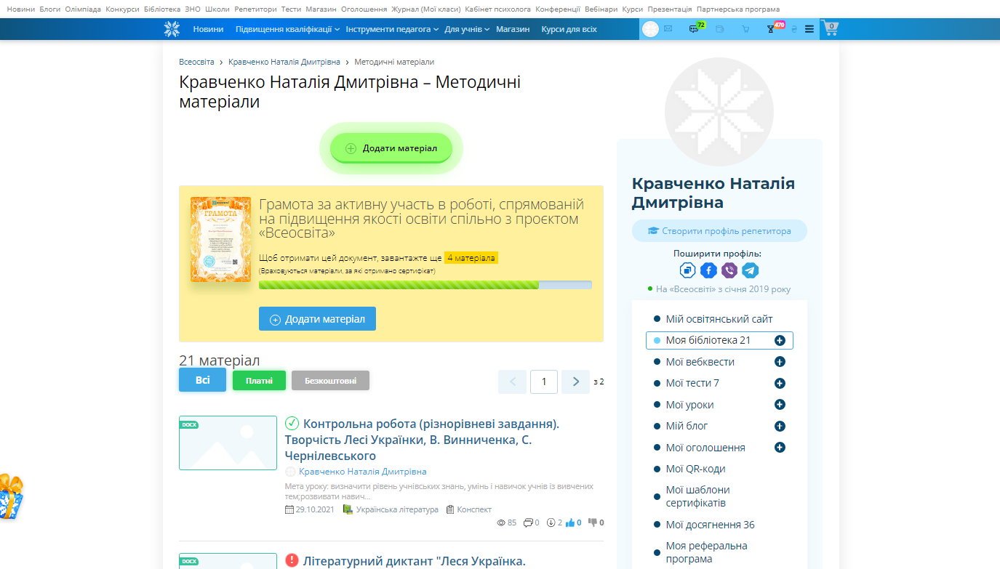 Новини Блоги Олімпіада Конкурси Бібліотека ЗНО Школи Репетитори Тести Магазин Оголошення Журнал (Мої класи) Кабінет психолога Конференції Вебінари Курси Презентація Партнерська програма
Новини Підвищення кваліфікації Інструменти педагога Для учнів Магазин Курси для всіх 72 470 0
Всеосвіта › Кравченко Наталія Дмитрівна › Методичні матеріали
Кравченко Наталія Дмитрівна – Методичні
матеріали
Додати матеріал
ГРАМОТА
Грамота за активну участь в роботі, спрямованій
на підвищення якості освіти спільно з проєктом
«Всеосвіта»
Щоб отримати цей документ, завантажте ще 4 матеріала
(Враховуються матеріали, за які отримано сертифікат)
Додати матеріал
21 матеріал
Всі Платні Безкоштовні
1 з 2
DOCX
Контрольна робота (різнорівневі завдання).
Творчість Лесі Українки, В. Винниченка, С.
Чернілевського
Кравченко Наталія Дмитрівна
Мета уроку: визначити рівень учнівських знань, умінь і навичок учнів із вивчених
тем;розвивати навич...
29.10.2021 Українська література Конспект
85 0 2 0 0
DOCX
Літературний диктант "Леся Українка.
Кравченко Наталія
Дмитрівна
Створити профіль репетитора
Поширити профіль:
На «Всеосвіті» з січня 2019 року
Мій освітянський сайт
Моя бібліотека 21
Мої вебквести
Мої тести 7
Мої уроки
Мій блог
Мої оголошення
Мої QR-коди
Мої шаблони
сертифікатів
Мої досягнення 36
Моя реферальна
програма